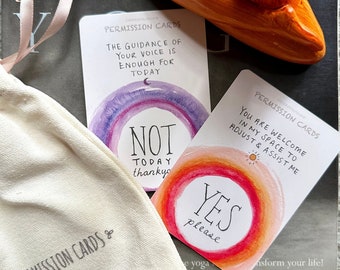 PERMISSION CARDS
THE GUIDANCE OF
YOUR VOICE IS
ENOUGH FOR
TODAY
NOT
TODAY
thankyou
PERMISSION CARDS
YOU ARE WELCOME
IN MY SPACE TO
ADJUST & ASSIST ME
YES
please
PERMISSION CARDS
yoga
transform your life!